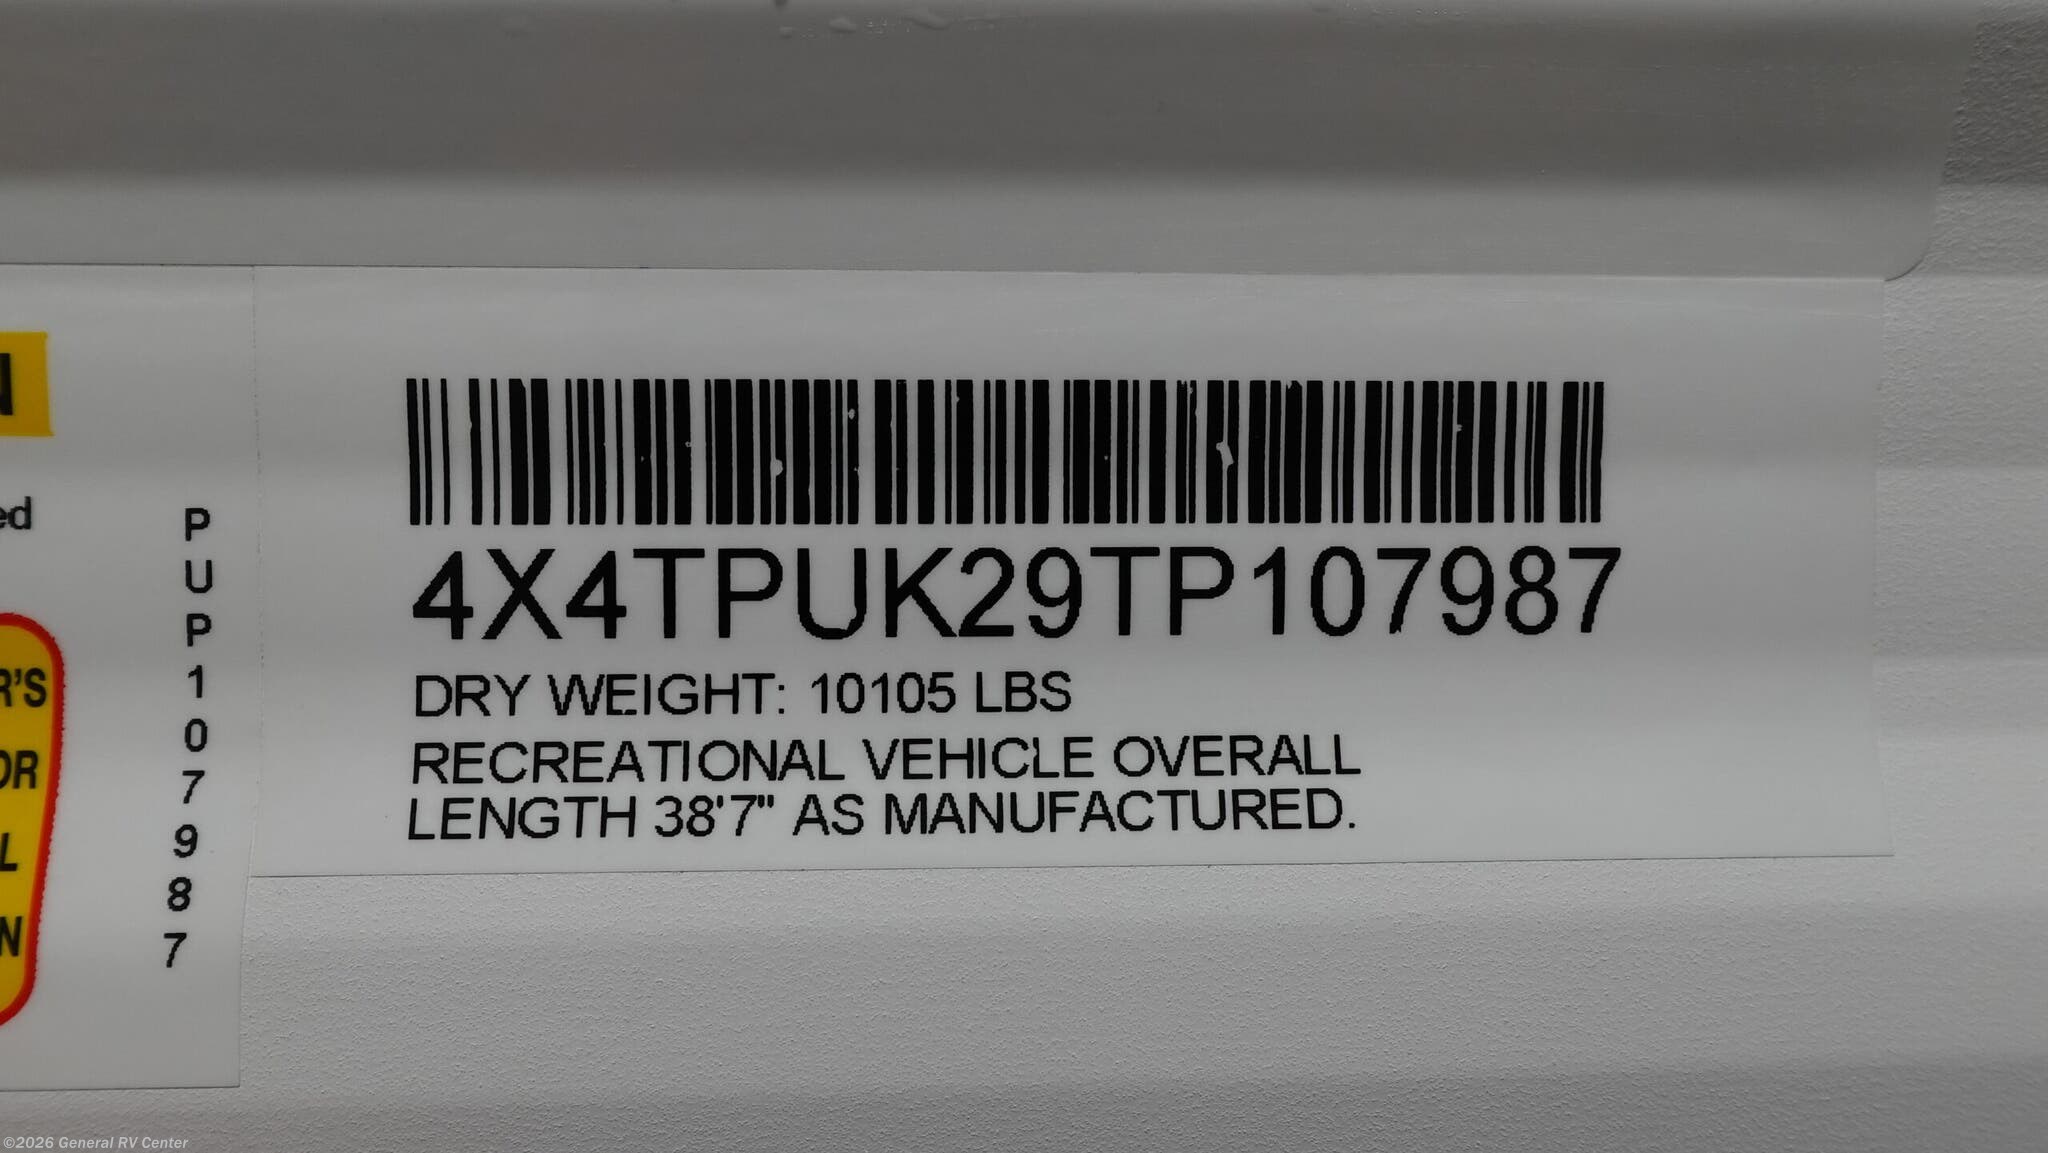 N
ed
R'S
OR
L
N
P
U
P
1
0
7
9
8
7
4X4TPUK29TP107987
DRY WEIGHT: 10105 LBS
RECREATIONAL VEHICLE OVERALL
LENGTH 38'7" AS MANUFACTURED.
©2026 General RV Center